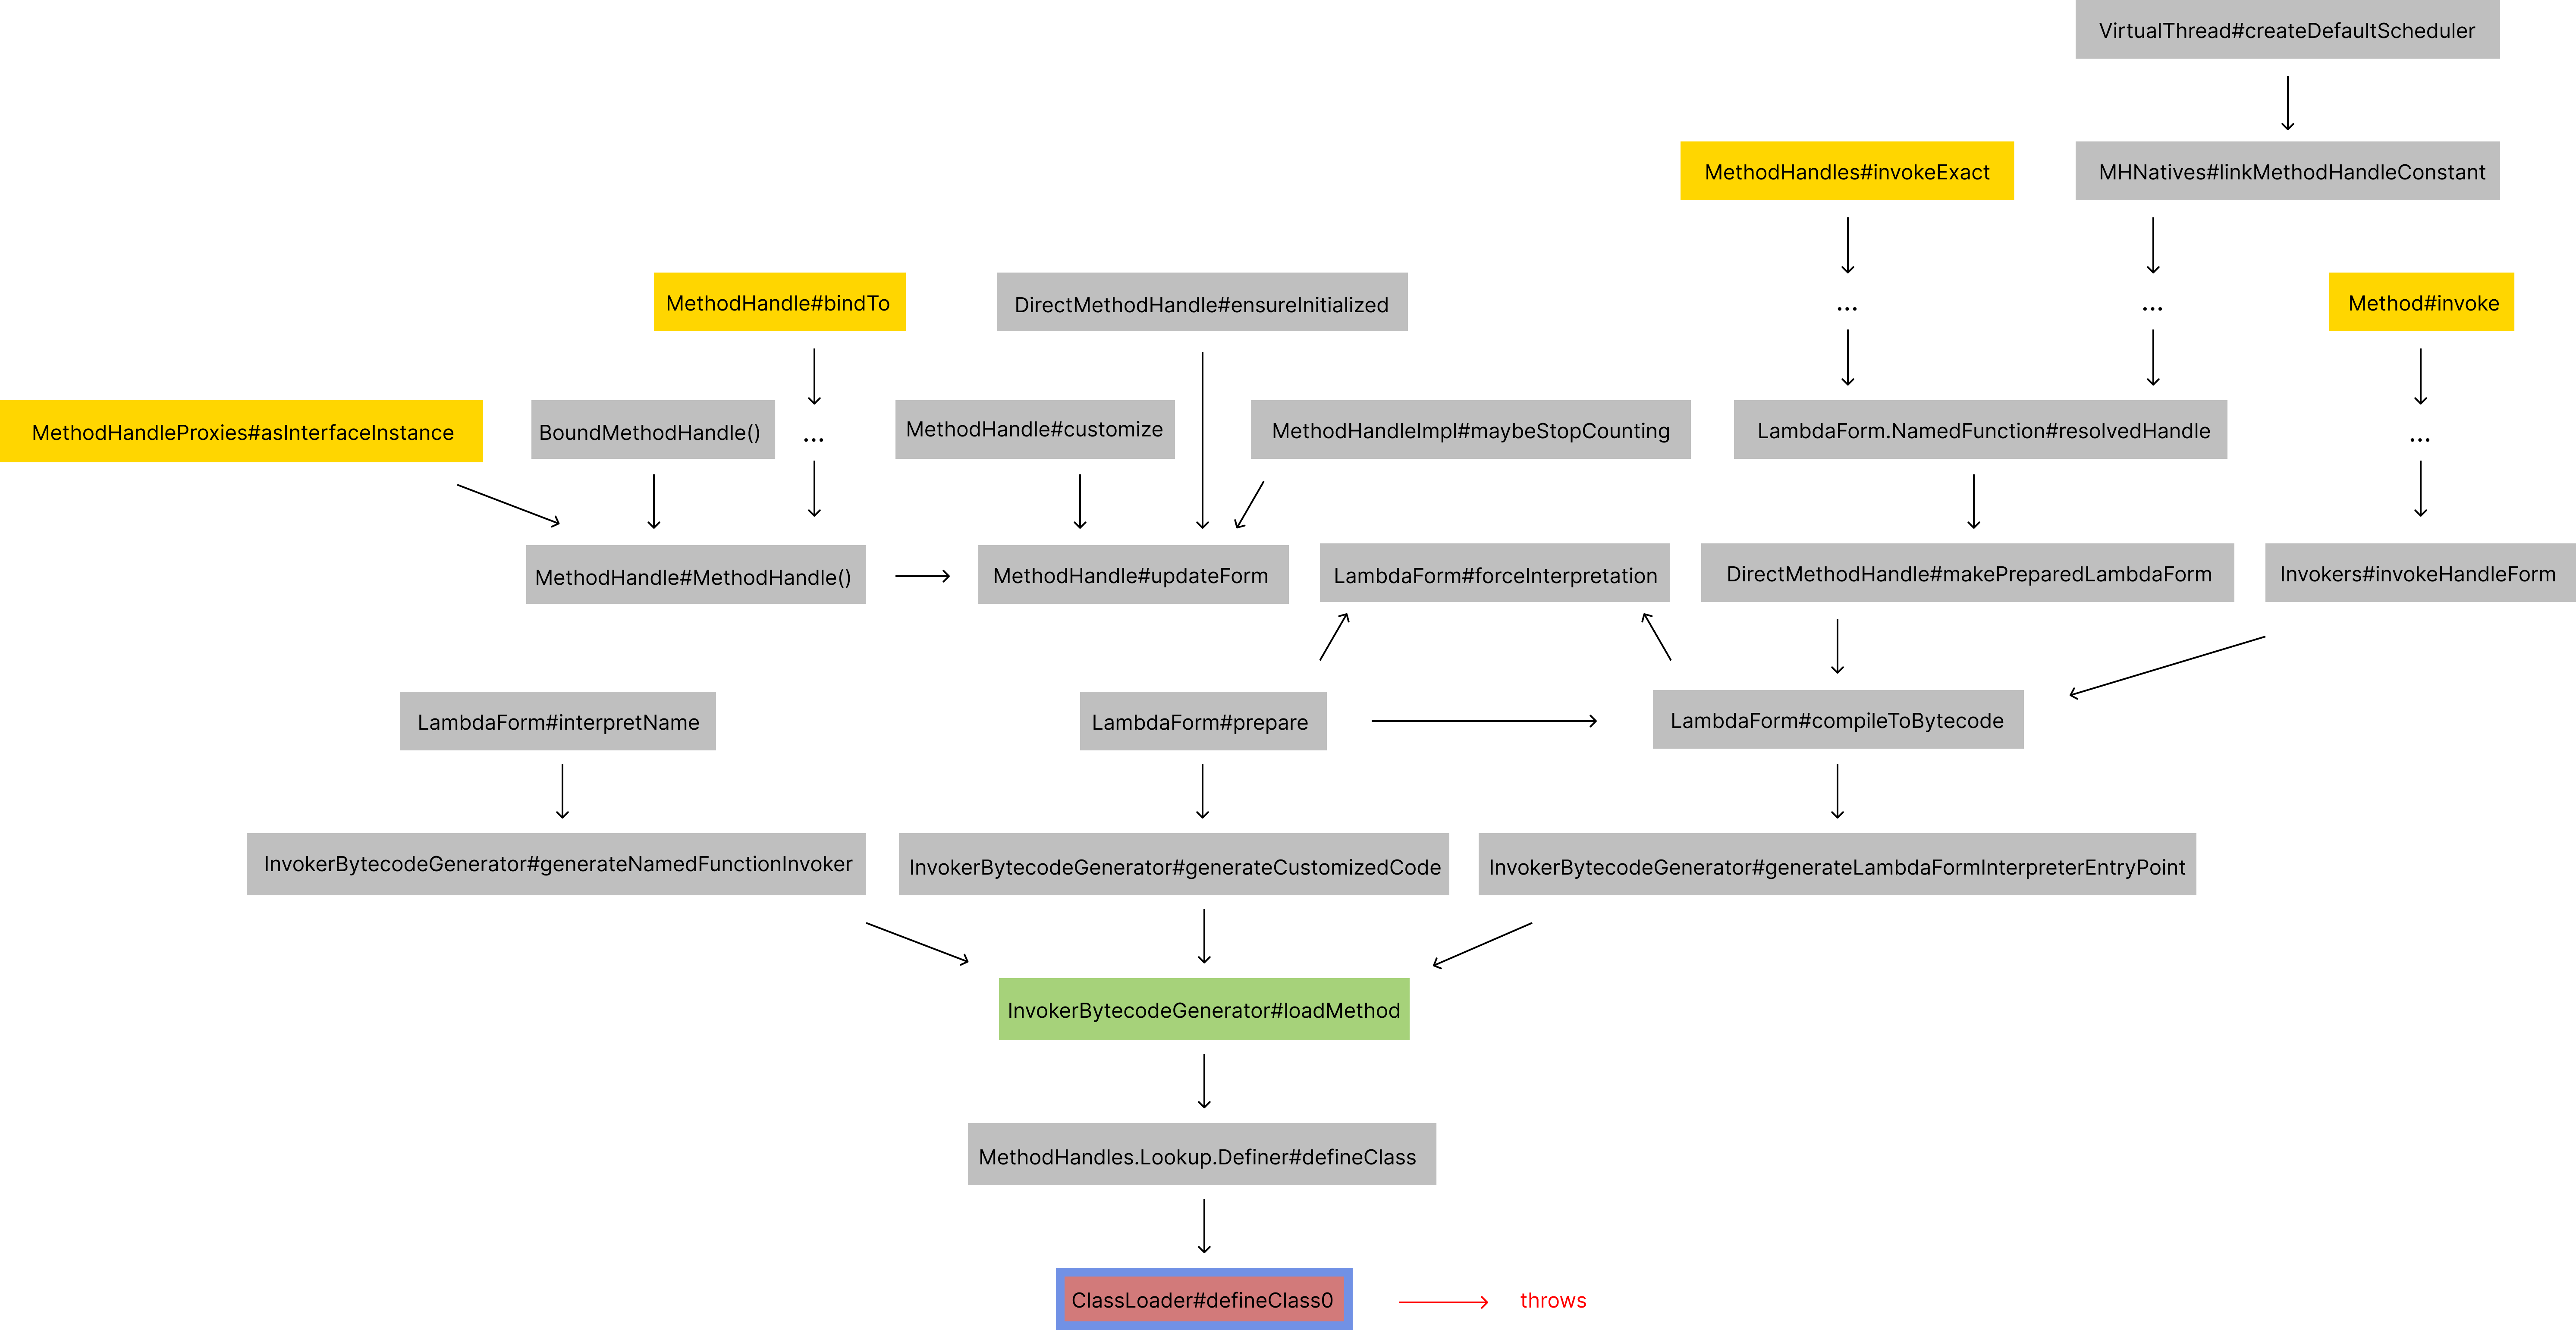 VirtualThread#createDefaultScheduler
MethodHandles#invokeExact
MHNatives#linkMethodHandleConstant
MethodHandle#bindTo
DirectMethodHandle#ensureInitialized
...
...
Method#invoke
MethodHandleProxies#asInterfaceInstance
BoundMethodHandle()
...
MethodHandle#customize
MethodHandleImpl#maybeStopCounting
LambdaForm.NamedFunction#resolvedHandle
...
MethodHandle#MethodHandle()
MethodHandle#updateForm
LambdaForm#forceInterpretation
DirectMethodHandle#makePreparedLambdaForm
Invokers#invokeHandleForm
LambdaForm#interpretName
LambdaForm#prepare
LambdaForm#compileToBytecode
InvokerBytecodeGenerator#generateNamedFunctionInvoker
InvokerBytecodeGenerator#generateCustomizedCode
InvokerBytecodeGenerator#generateLambdaFormInterpreterEntryPoint
InvokerBytecodeGenerator#loadMethod
MethodHandles.Lookup.Definer#defineClass
ClassLoader#defineClass0
throws